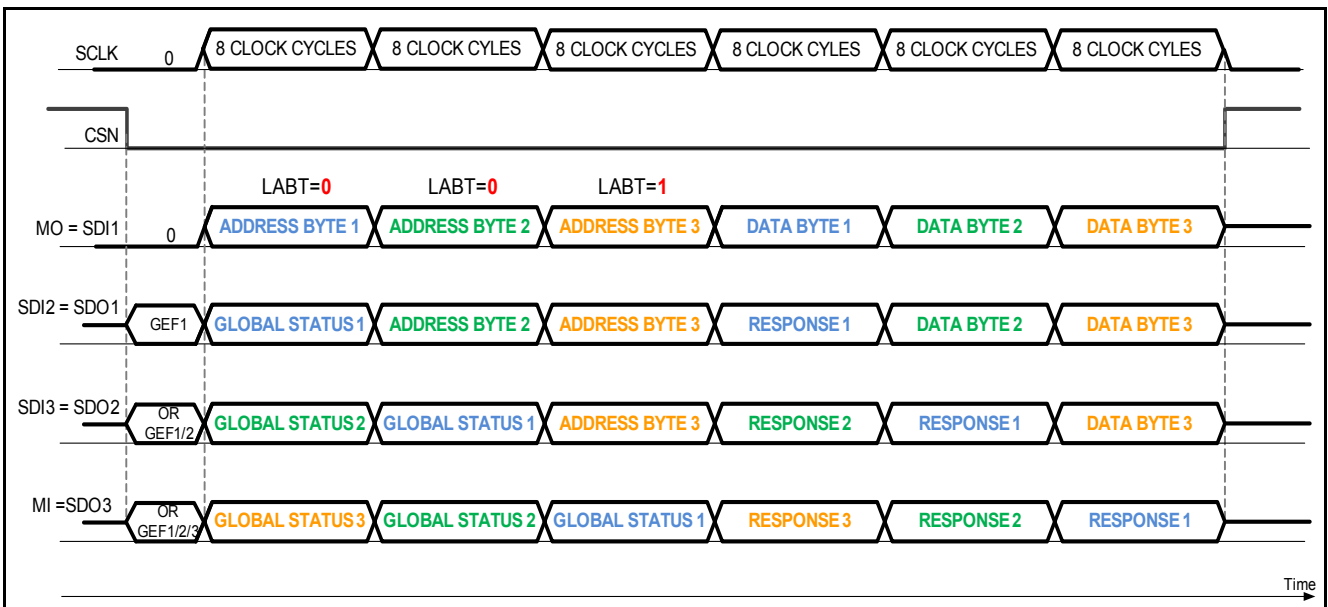 SCLK 0 8 CLOCK CYCLES 8 CLOCK CYLES 8 CLOCK CYCLES 8 CLOCK CYLES 8 CLOCK CYLES 8 CLOCK CYLES
CSN
LABT=0 LABT=0 LABT=1
MO = SDI1 0 ADDRESS BYTE 1 ADDRESS BYTE 2 ADDRESS BYTE 3 DATA BYTE 1 DATA BYTE 2 DATA BYTE 3
SDI2 = SDO1 GEF1 GLOBAL STATUS 1 ADDRESS BYTE 2 ADDRESS BYTE 3 RESPONSE 1 DATA BYTE 2 DATA BYTE 3
SDI3 = SDO2 OR GEF1/2 GLOBAL STATUS 2 GLOBAL STATUS 1 ADDRESS BYTE 3 RESPONSE 2 RESPONSE 1 DATA BYTE 3
MI =SDO3 OR GEF1/2/3 GLOBAL STATUS 3 GLOBAL STATUS 2 GLOBAL STATUS 1 RESPONSE 3 RESPONSE 2 RESPONSE 1
Time